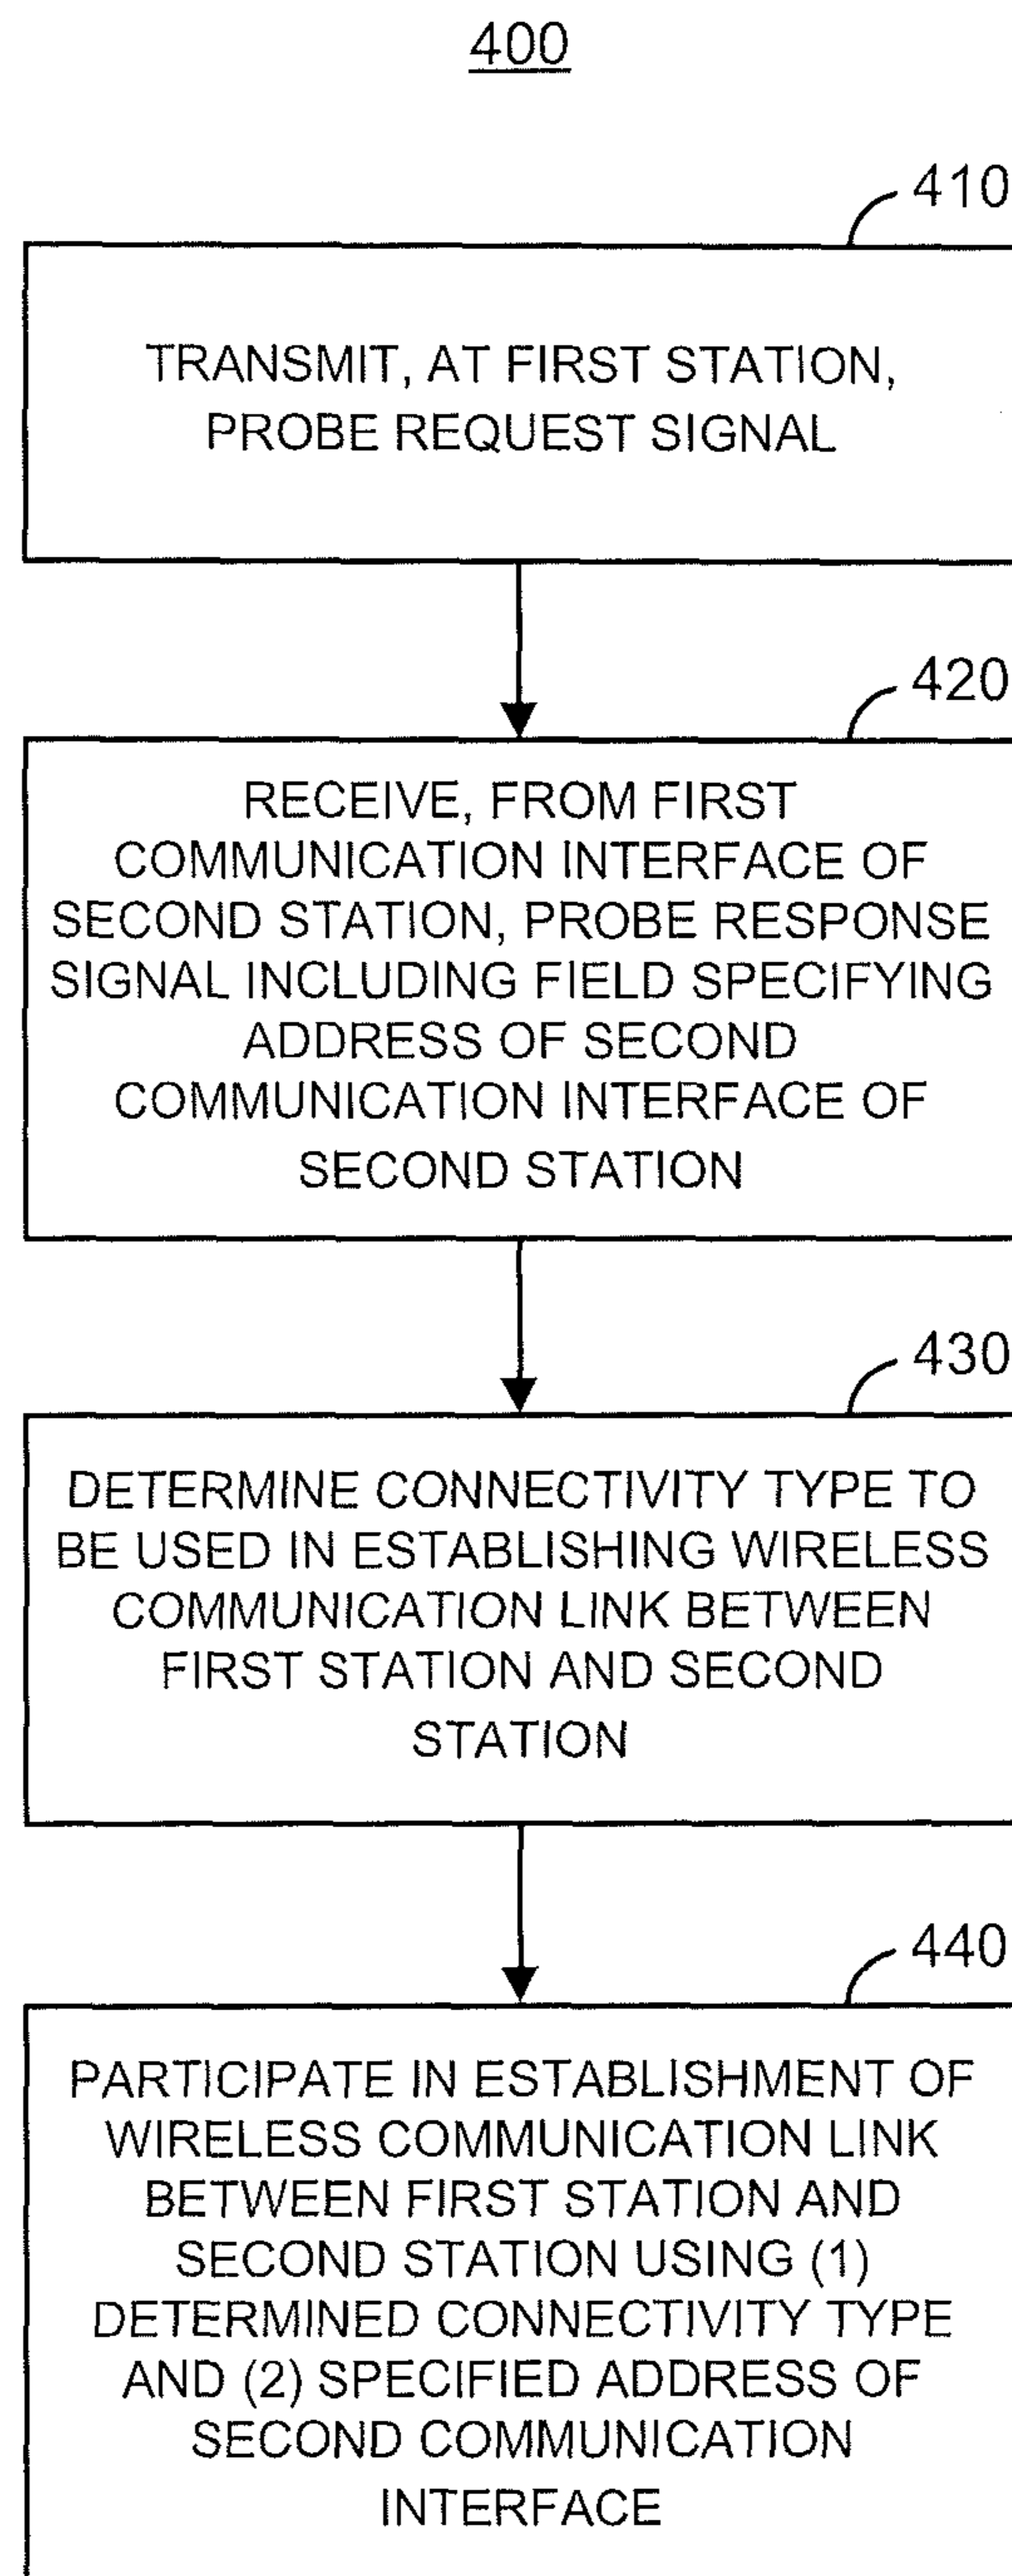 400
410
TRANSMIT, AT FIRST STATION,
PROBE REQUEST SIGNAL
420
RECEIVE, FROM FIRST
COMMUNICATION INTERFACE OF
SECOND STATION, PROBE RESPONSE
SIGNAL INCLUDING FIELD SPECIFYING
ADDRESS OF SECOND
COMMUNICATION INTERFACE OF
SECOND STATION
430
DETERMINE CONNECTIVITY TYPE TO
BE USED IN ESTABLISHING WIRELESS
COMMUNICATION LINK BETWEEN
FIRST STATION AND SECOND
STATION
440
PARTICIPATE IN ESTABLISHMENT OF
WIRELESS COMMUNICATION LINK
BETWEEN FIRST STATION AND
SECOND STATION USING (1)
DETERMINED CONNECTIVITY TYPE
AND (2) SPECIFIED ADDRESS OF
SECOND COMMUNICATION
INTERFACE